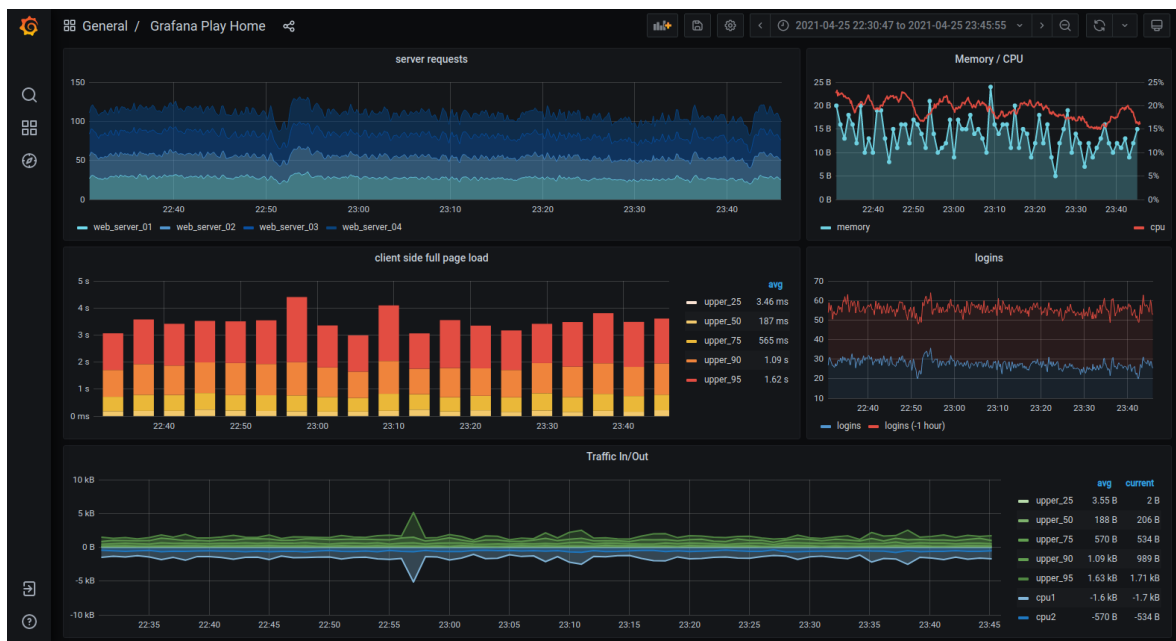 General / Grafana Play Home
2021-04-25 22:30:47 to 2021-04-25 23:45:55
server requests
150
100
50
0
22:40 22:50 23:00 23:10 23:20 23:30 23:40
web_server_01 web_server_02 web_server_03 web_server_04
Memory / CPU
25 B 25%
20 B 20%
15 B 15%
10 B 10%
5 B 5%
0 B 0%
22:40 22:50 23:00 23:10 23:20 23:30 23:40
memory cpu
client side full page load
5 s
4 s
3 s
2 s
1 s
0 ms
22:40 22:50 23:00 23:10 23:20 23:30 23:40
avg
upper_25 3.46 ms
upper_50 187 ms
upper_75 565 ms
upper_90 1.09 s
upper_95 1.62 s
logins
70
60
50
40
30
20
10
22:40 22:50 23:00 23:10 23:20 23:30 23:40
logins logins (-1 hour)
Traffic In/Out
10 kB
5 kB
0 B
-5 kB
-10 kB
22:35 22:40 22:45 22:50 22:55 23:00 23:05 23:10 23:15 23:20 23:25 23:30 23:35 23:40 23:45
avg current
upper_25 3.55 B 2 B
upper_50 188 B 206 B
upper_75 570 B 534 B
upper_90 1.09 kB 989 B
upper_95 1.63 kB 1.71 kB
cpu1 -1.6 kB -1.7 kB
cpu2 -570 B -534 B